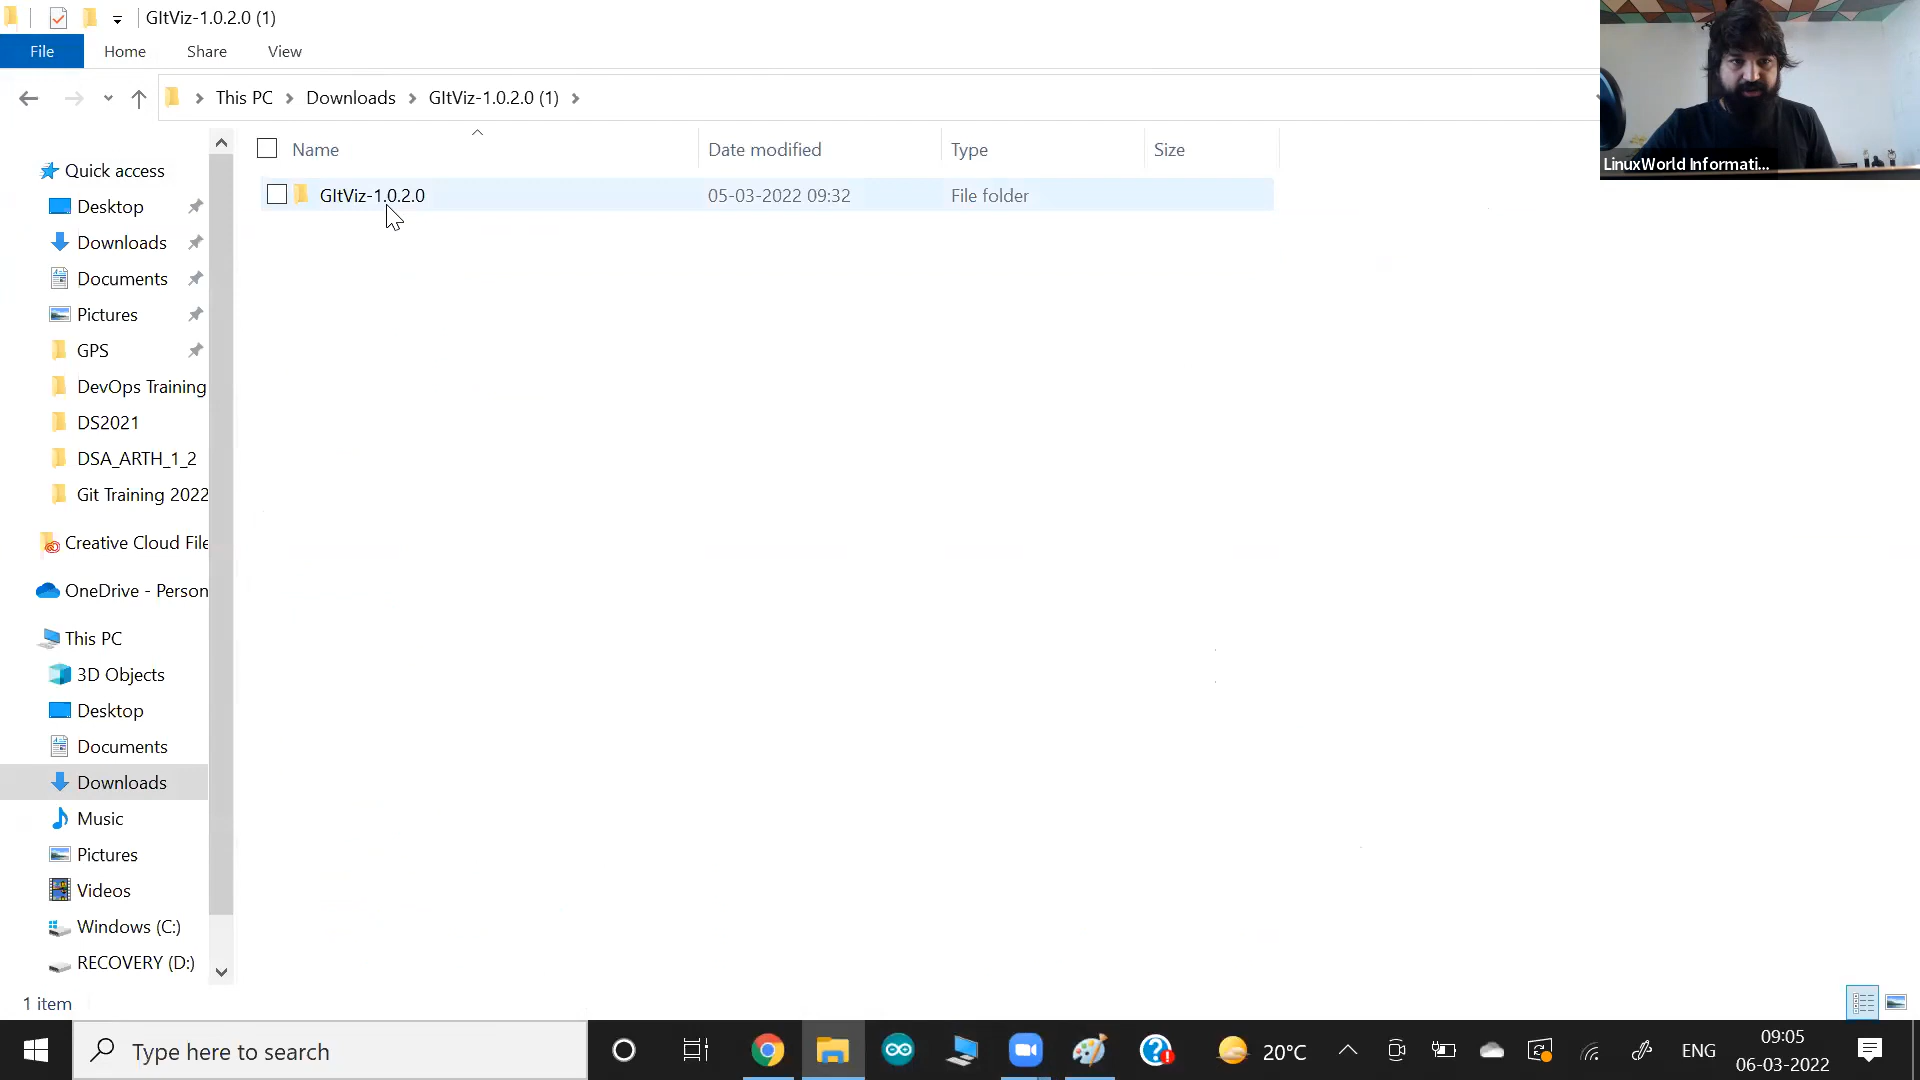 GItViz-1.0.2.0 (1)
File Home Share View
This PC Downloads GItViz-1.0.2.0 (1)
LinuxWorld Informati...
Name Date modified Type Size
GItViz-1.0.2.0 05-03-2022 09:32 File folder
Quick access
Desktop
Downloads
Documents
Pictures
GPS
DevOps Training
DS2021
DSA_ARTH_1_2
Git Training 2022
Creative Cloud File
OneDrive - Person
This PC
3D Objects
Desktop
Documents
Downloads
Music
Pictures
Videos
Windows (C:)
RECOVERY (D:)
1 item
Type here to search
20°C
ENG
09:05
06-03-2022